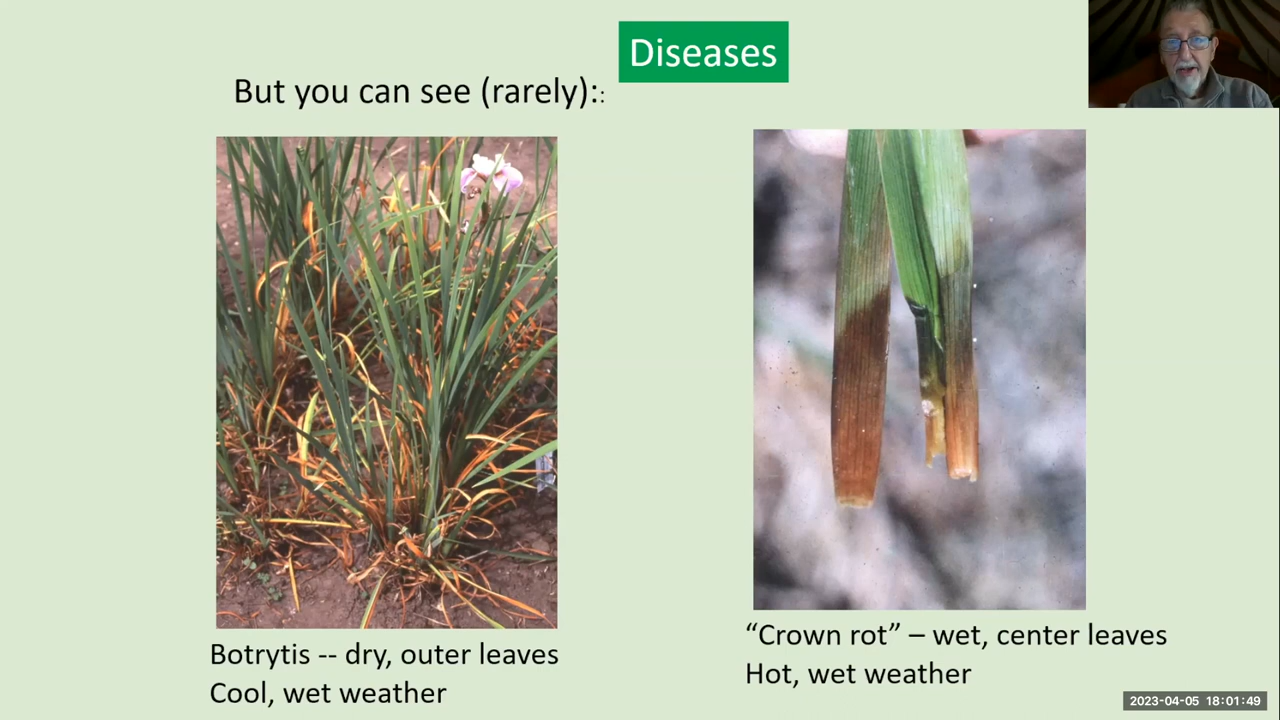 Diseases
But you can see (rarely)::
Botrytis -- dry, outer leaves
Cool, wet weather
“Crown rot” – wet, center leaves
Hot, wet weather
2023-04-05 18:01:49